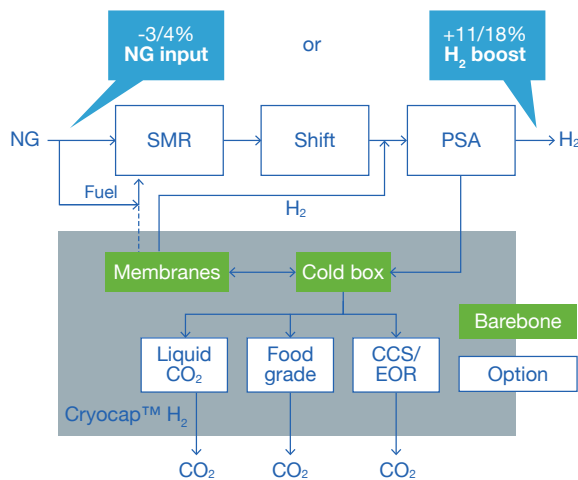 -3/4%
NG input
or
+11/18%
H₂ boost
NG
SMR
Shift
PSA
H₂
Fuel
H₂
Membranes
Cold box
Barebone
Liquid
CO₂
Food
grade
CCS/
EOR
Option
Cryocap™ H₂
CO₂
CO₂
CO₂